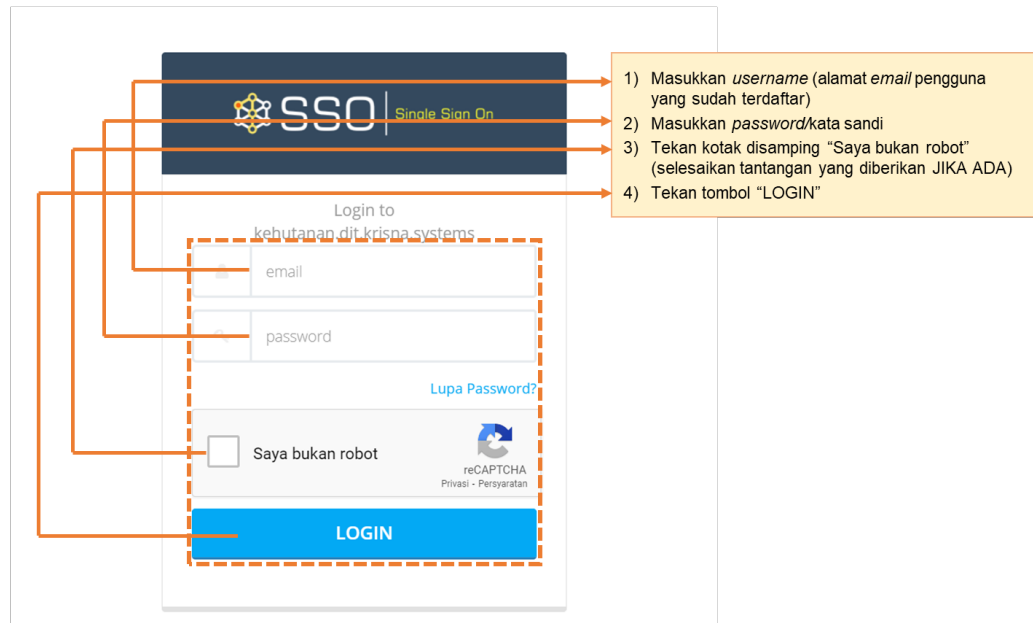 SSO Single Sign On
Login to
kehutanan.djt.krisna.systems
email
password
Lupa Password?
Saya bukan robot
reCAPTCHA
Privasi - Persyaratan
LOGIN
1) Masukkan username (alamat email pengguna
yang sudah terdaftar)
2) Masukkan password/kata sandi
3) Tekan kotak disamping “Saya bukan robot”
(selesaikan tantangan yang diberikan JIKA ADA)
4) Tekan tombol “LOGIN”